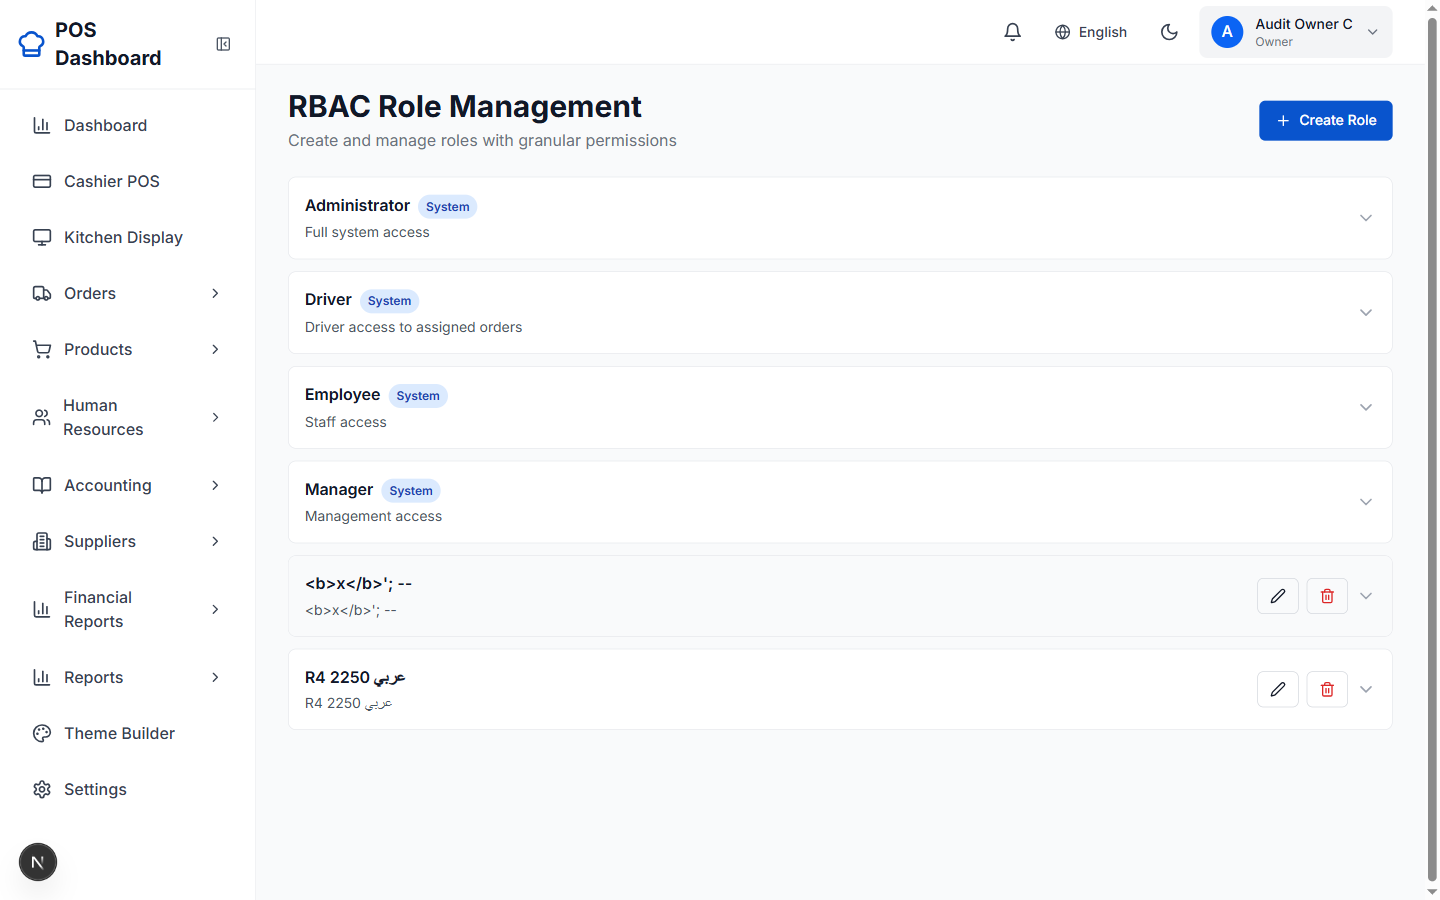 POS
Dashboard
Dashboard
Cashier POS
Kitchen Display
Orders
Products
Human
Resources
Accounting
Suppliers
Financial
Reports
Reports
Theme Builder
Settings
N
English
A
Audit Owner C
Owner
RBAC Role Management
Create and manage roles with granular permissions
Create Role
Administrator System
Full system access
Driver System
Driver access to assigned orders
Employee System
Staff access
Manager System
Management access
<b>x</b>'; --
<b>x</b>'; --
R4 2250 عربي
R4 2250 عربي